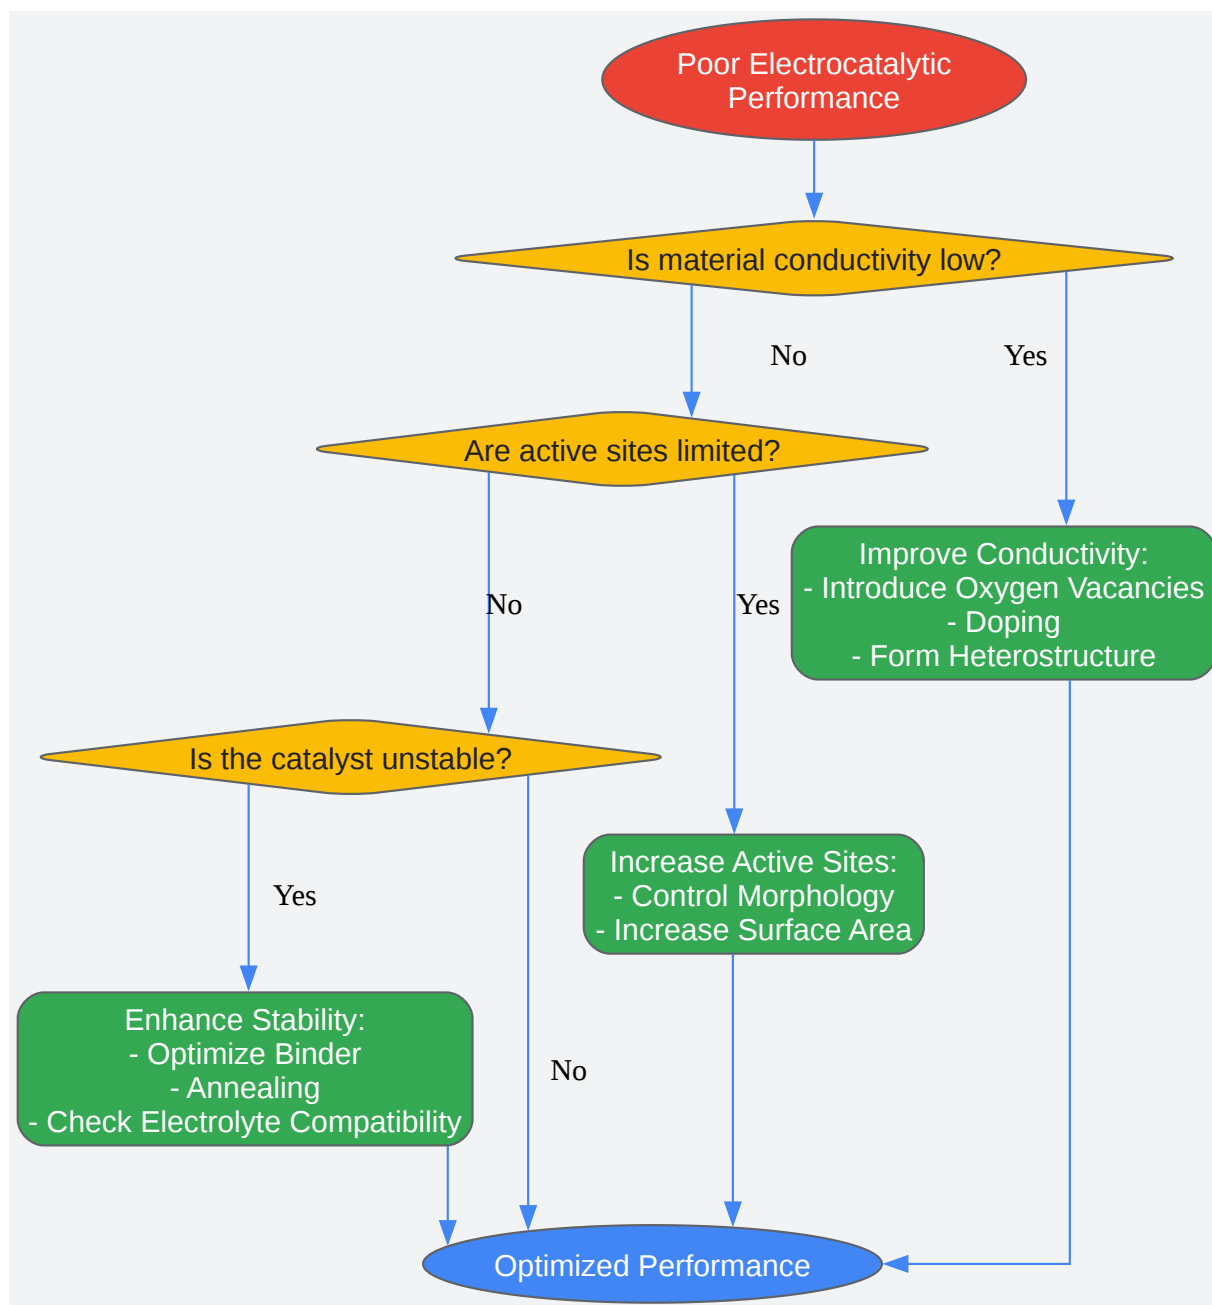 Poor Electrocatalytic
Performance
Is material conductivity low?
No
Yes
Are active sites limited?
Improve Conductivity:
- Introduce Oxygen Vacancies
- Doping
- Form Heterostructure
No
Yes
Is the catalyst unstable?
Increase Active Sites:
- Control Morphology
- Increase Surface Area
Yes
Enhance Stability:
- Optimize Binder
- Annealing
- Check Electrolyte Compatibility
No
Optimized Performance